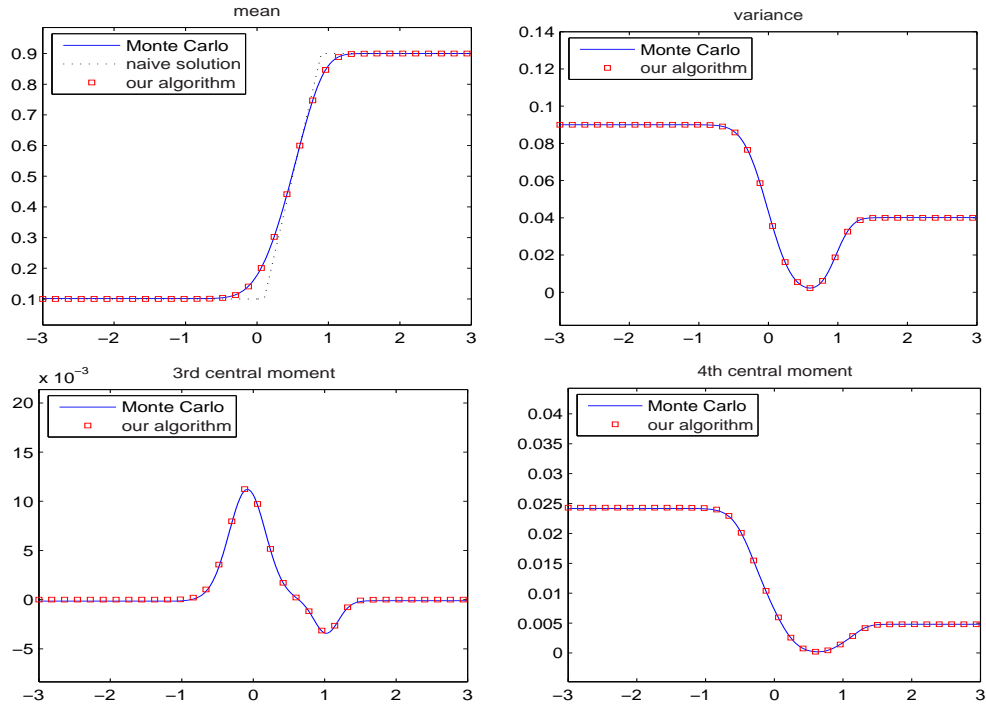 mean
Monte Carlo
naive solution
our algorithm
0.9
0.8
0.7
0.6
0.5
0.4
0.3
0.2
0.1
−3 −2 −1 0 1 2 3
variance
Monte Carlo
our algorithm
0.14
0.12
0.1
0.08
0.06
0.04
0.02
0
−3 −2 −1 0 1 2 3
3rd central moment
x 10⁻³
Monte Carlo
our algorithm
20
15
10
5
0
−5
−3 −2 −1 0 1 2 3
4th central moment
Monte Carlo
our algorithm
0.04
0.035
0.03
0.025
0.02
0.015
0.01
0.005
0
−3 −2 −1 0 1 2 3